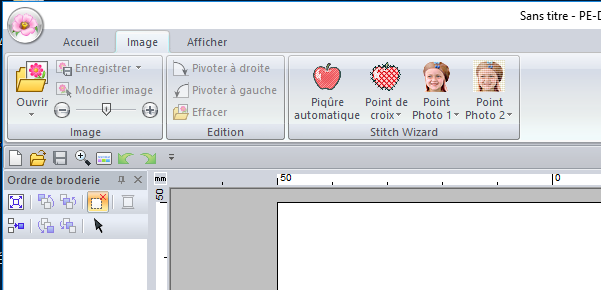 Sans titre - PE-D
Accueil Image Afficher
Ouvrir
Enregistrer
Modifier image
Image
Pivoter à droite
Pivoter à gauche
Effacer
Edition
Piqûre automatique
Point de croix
Point Photo 1
Point Photo 2
Stitch Wizard
Ordre de broderie
mm
50
0
50